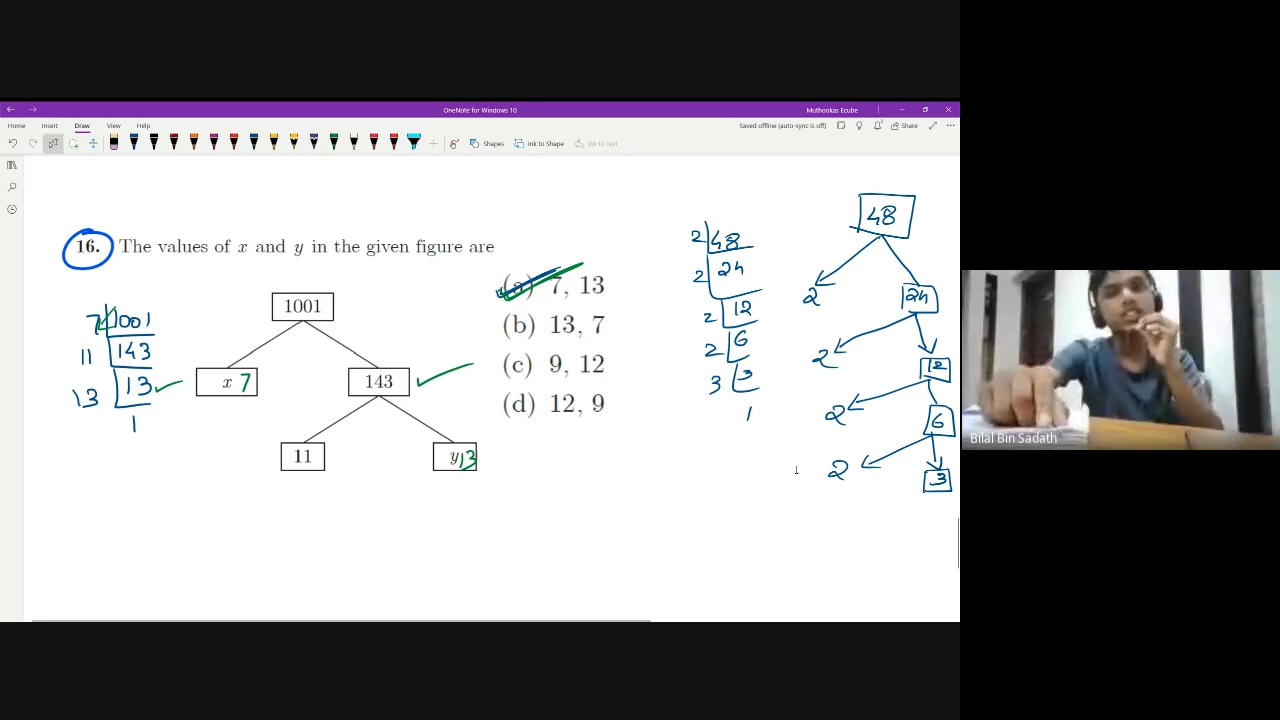 OneNote for Windows 10
Muthookas Ecube
Home Insert Draw View Help
Saved offline (auto-sync is off)
Share
Shapes
Ink to Shape
Ink to Text
16. The values of x and y in the given figure are
(a) 7, 13
(b) 13, 7
(c) 9, 12
(d) 12, 9
7 1001
11 143
13 13
1
1001
x 7
143
11
y 13
2 48
2 24
2 12
2 6
3 3
1
48
2 24
2 12
2 6
2 3
Bilal Bin Sadath